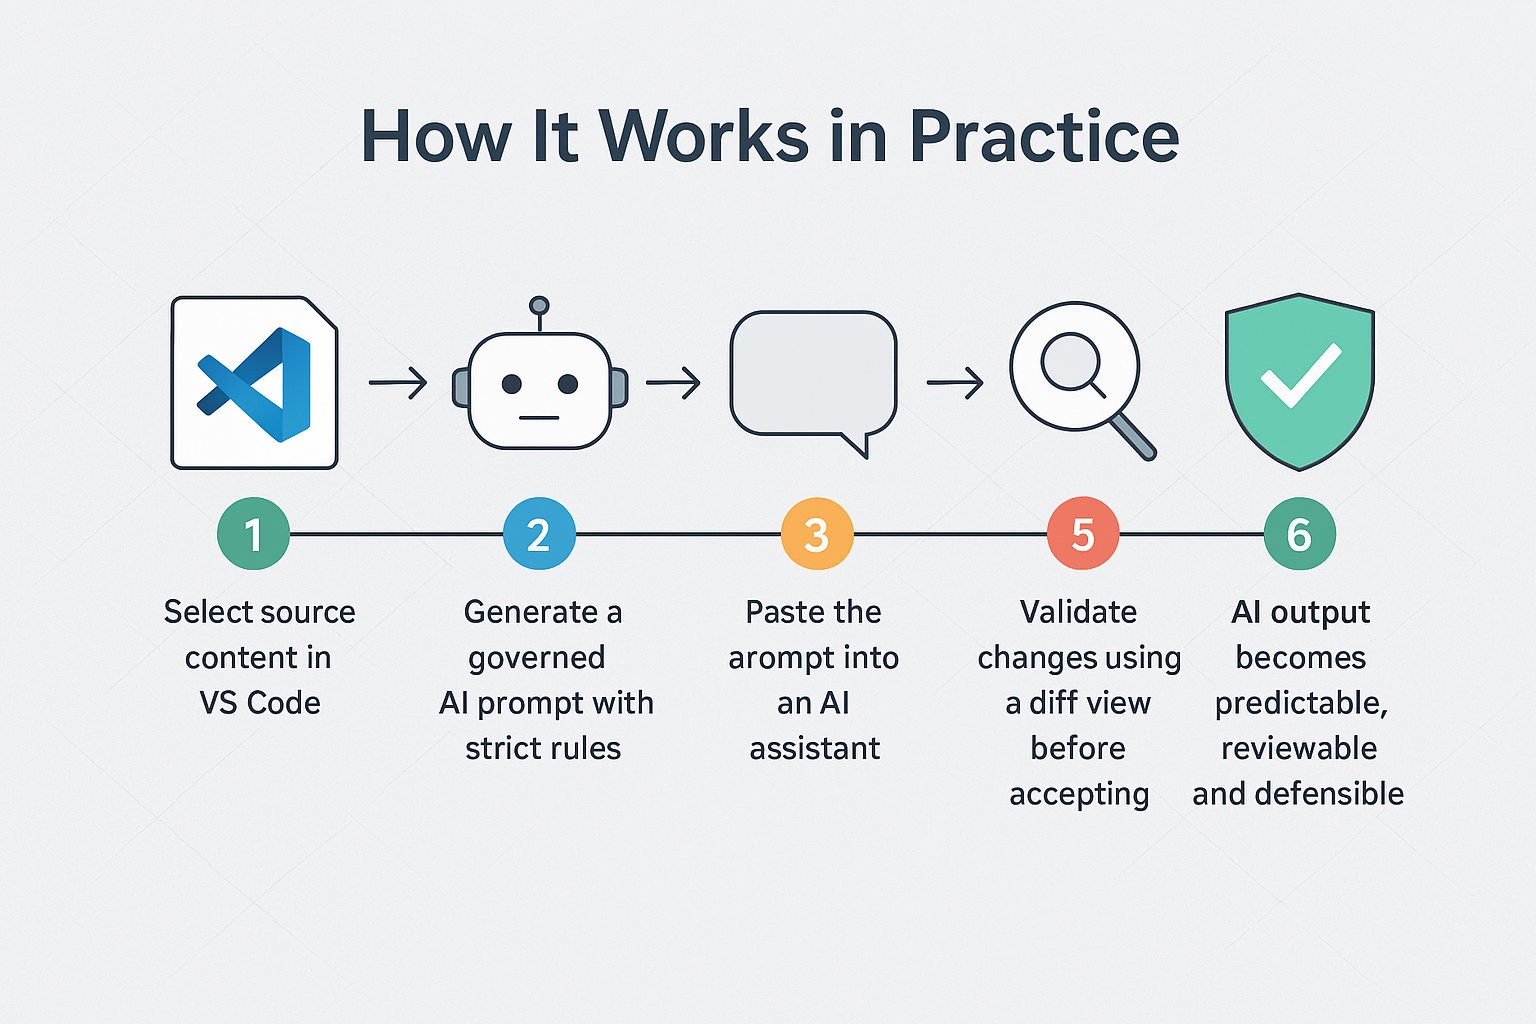 How It Works in Practice
1
2
3
5
6
Select source
content in
VS Code
Generate a
governed
AI prompt with
strict rules
Paste the
arompt into
an AI
assistant
Validate
changes using
a diff view
before
accepting
AI output
becomes
predictable,
reviewable
and defensible